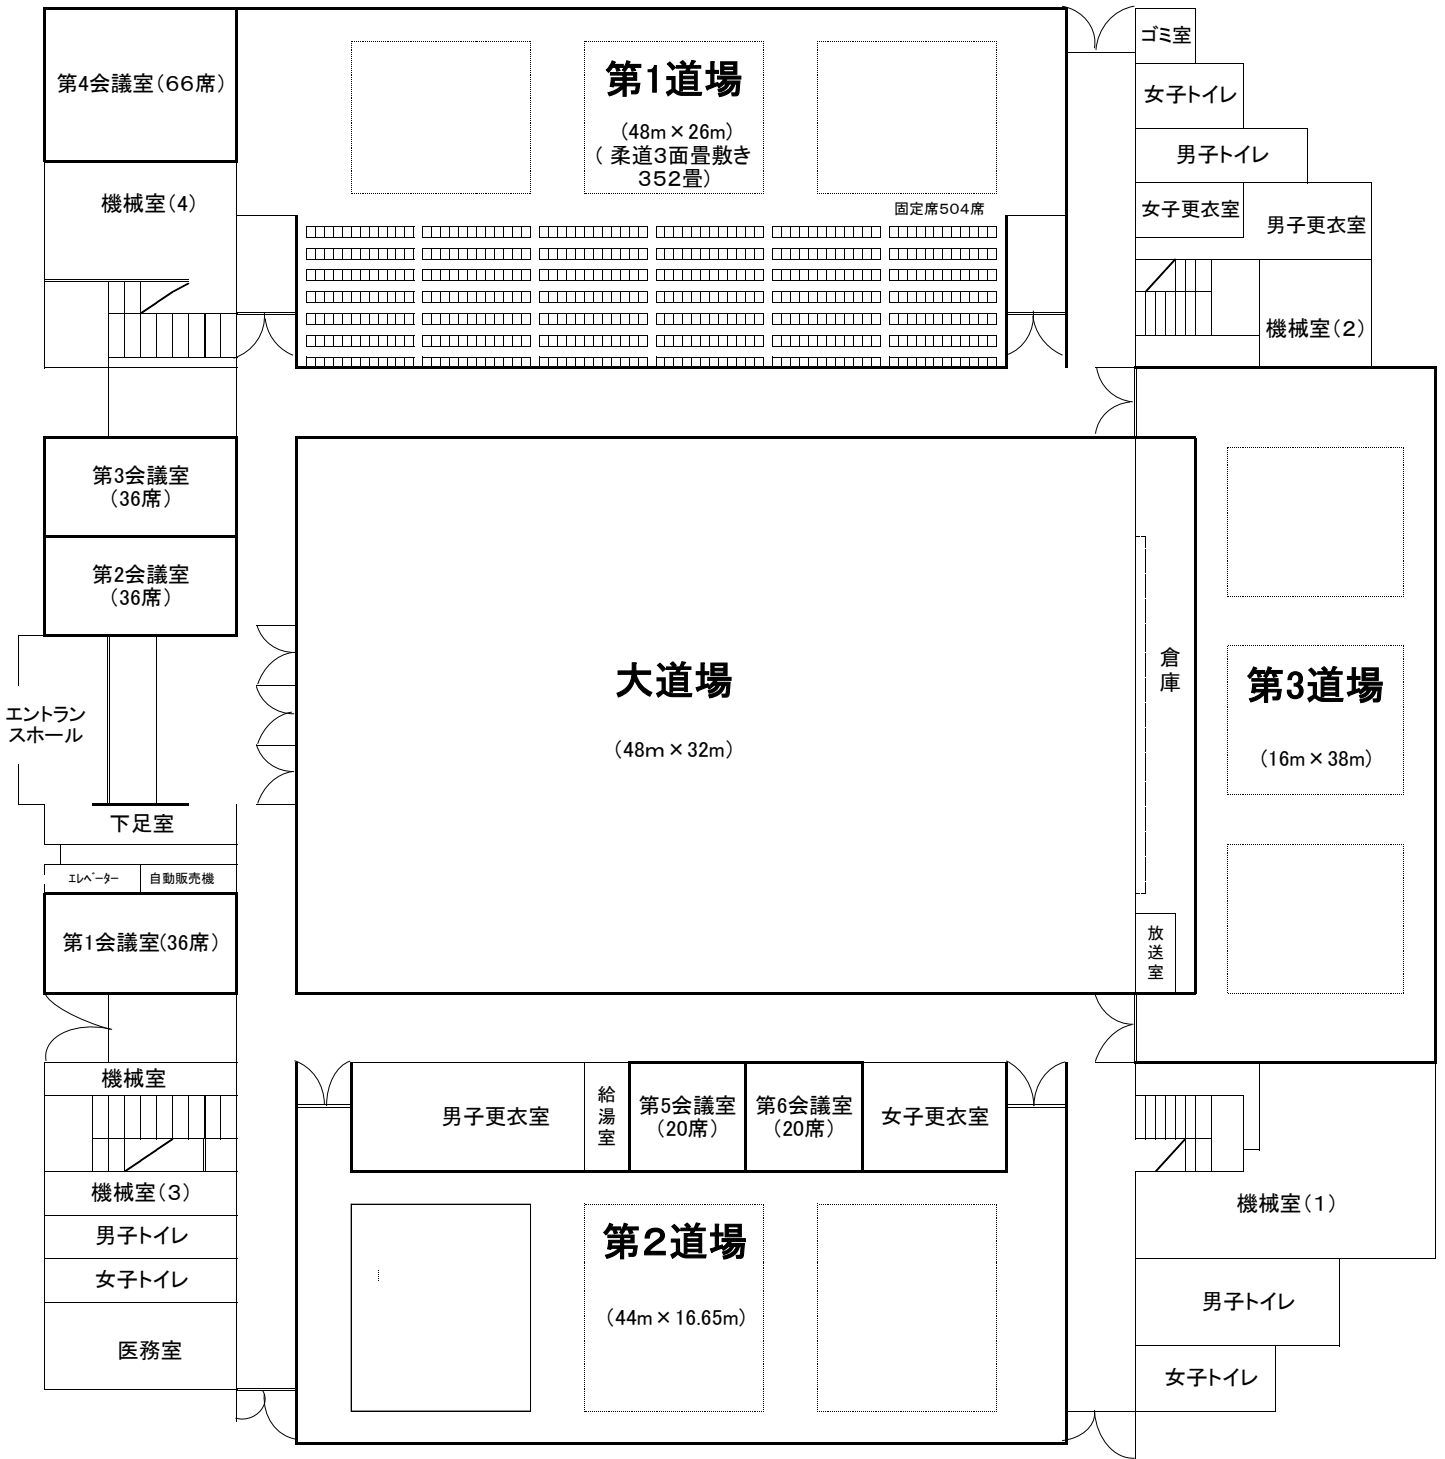 ゴミ室
第4会議室(66席)
第1道場
女子トイレ
(48m×26m)
( 柔道3面畳敷き
352畳)
男子トイレ
機械室(4)
固定席504席
女子更衣室
男子更衣室
機械室(2)
第3会議室
(36席)
第2会議室
(36席)
大道場
(48m×32m)
倉庫
第3道場
(16m×38m)
エントラン
スホール
下足室
エレベーター
自動販売機
第1会議室(36席)
放送室
機械室
男子更衣室
給湯室
第5会議室
(20席)
第6会議室
(20席)
女子更衣室
機械室(3)
機械室(1)
男子トイレ
第2道場
女子トイレ
(44m×16.65m)
男子トイレ
医務室
女子トイレ